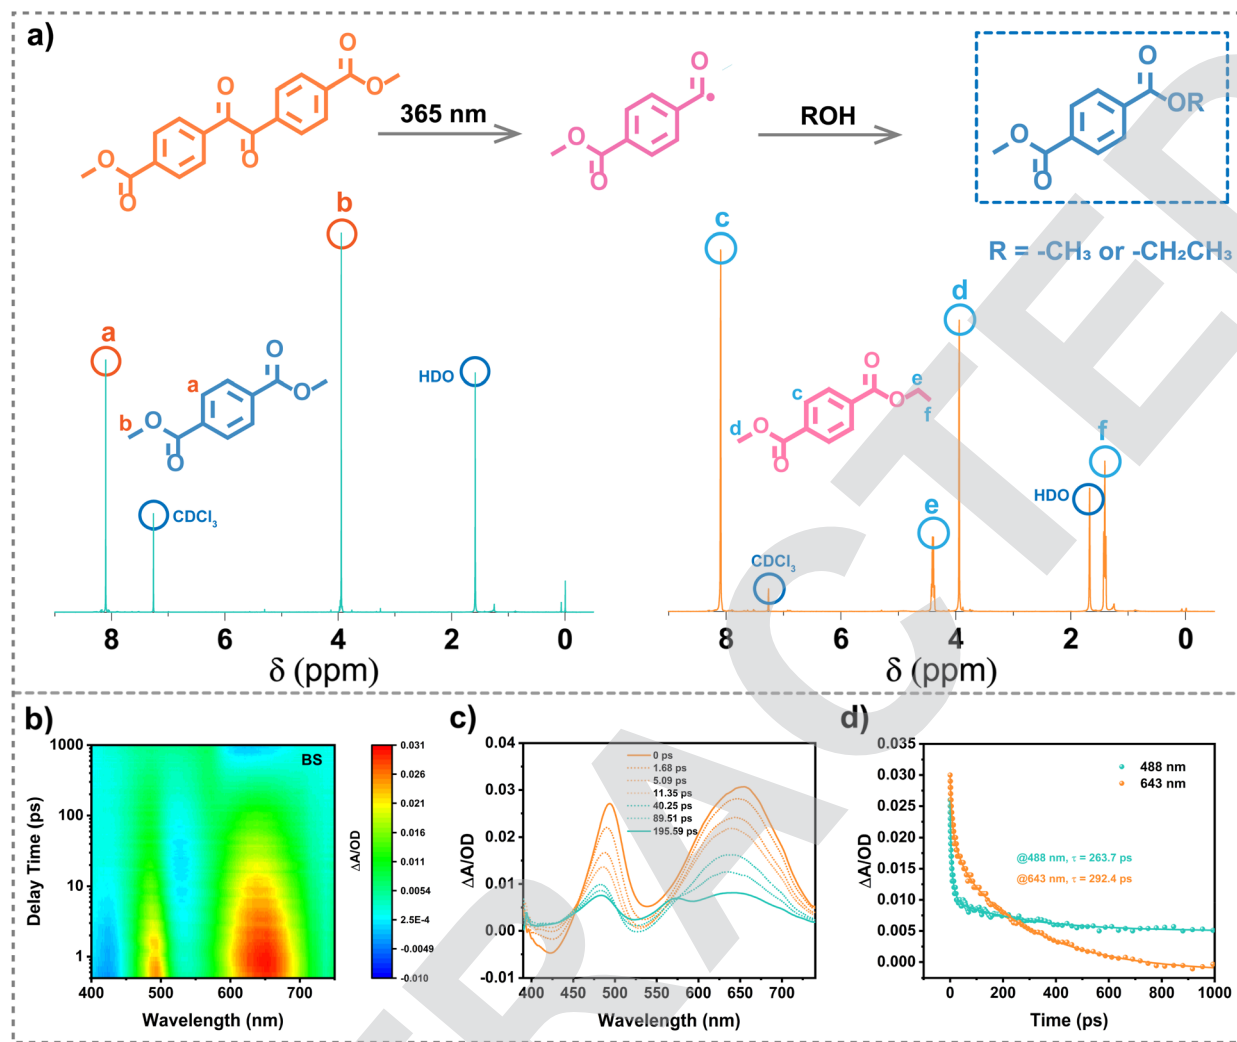 a)
O
O
O
O
O
O
365 nm
O
O
O
ROH
O
OR
O
O
R = -CH₃ or -CH₂CH₃
a
b
HDO
CDCl₃
a
b
O
O
O
O
8
6
4
2
0
δ (ppm)
c
d
e
f
HDO
CDCl₃
c
d
e
f
O
O
O
O
8
6
4
2
0
δ (ppm)
b)
BS
1000
100
10
1
Delay Time (ps)
400
500
600
700
Wavelength (nm)
0.031
0.026
0.021
0.016
0.011
0.0054
2.5E-4
-0.0049
-0.010
ΔA/OD
c)
0 ps
1.68 ps
5.09 ps
11.35 ps
40.25 ps
89.51 ps
195.59 ps
0.04
0.03
0.02
0.01
0.00
-0.01
ΔA/OD
400
450
500
550
600
650
700
Wavelength (nm)
d)
488 nm
643 nm
@488 nm, τ = 263.7 ps
@643 nm, τ = 292.4 ps
0.035
0.030
0.025
0.020
0.015
0.010
0.005
0.000
ΔA/OD
0
200
400
600
800
1000
Time (ps)